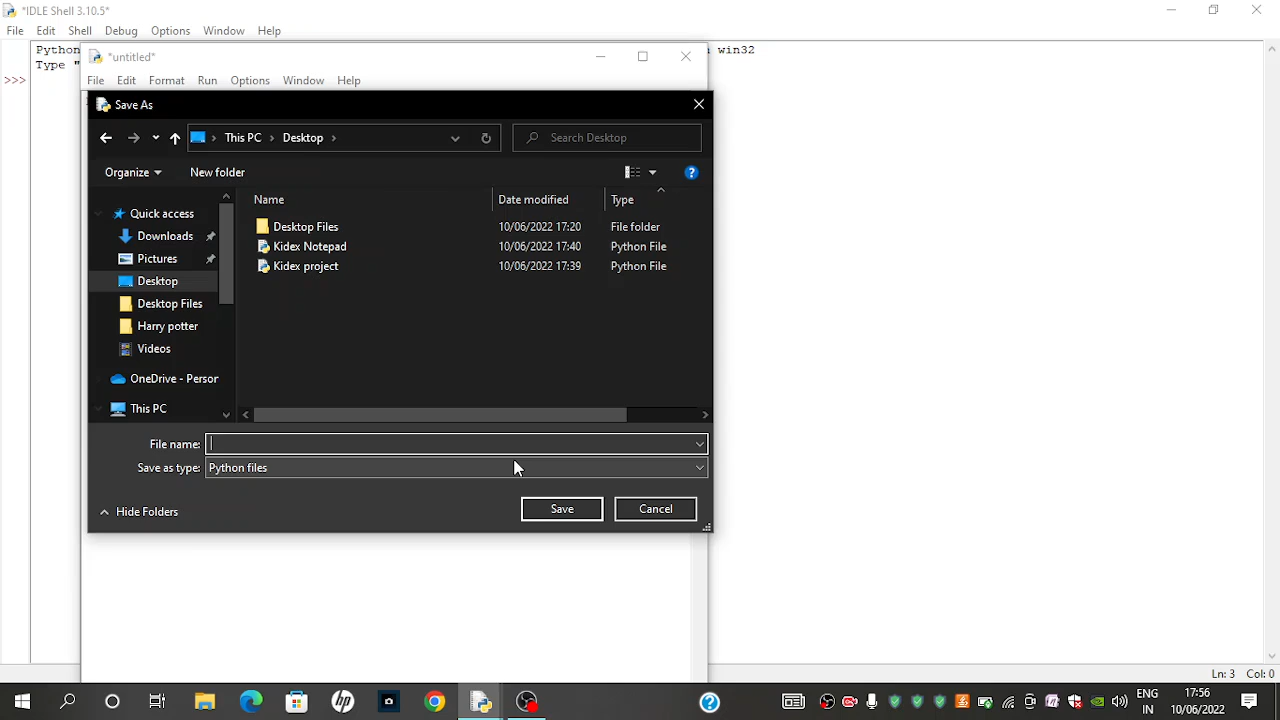 *IDLE Shell 3.10.5*
File Edit Shell Debug Options Window Help
Python win32
Type "
>>>
*untitled*
File Edit Format Run Options Window Help
Save As
This PC > Desktop >
Search Desktop
Organize New folder
Name Date modified Type
Quick access
Downloads
Pictures
Desktop
Desktop Files
Harry potter
Videos
OneDrive - Person
This PC
Desktop Files 10/06/2022 17:20 File folder
Kidex Notepad 10/06/2022 17:40 Python File
Kidex project 10/06/2022 17:39 Python File
File name:
Save as type: Python files
Hide Folders
Save Cancel
Ln: 3 Col: 0
hp
ENG
IN
17:56
10/06/2022